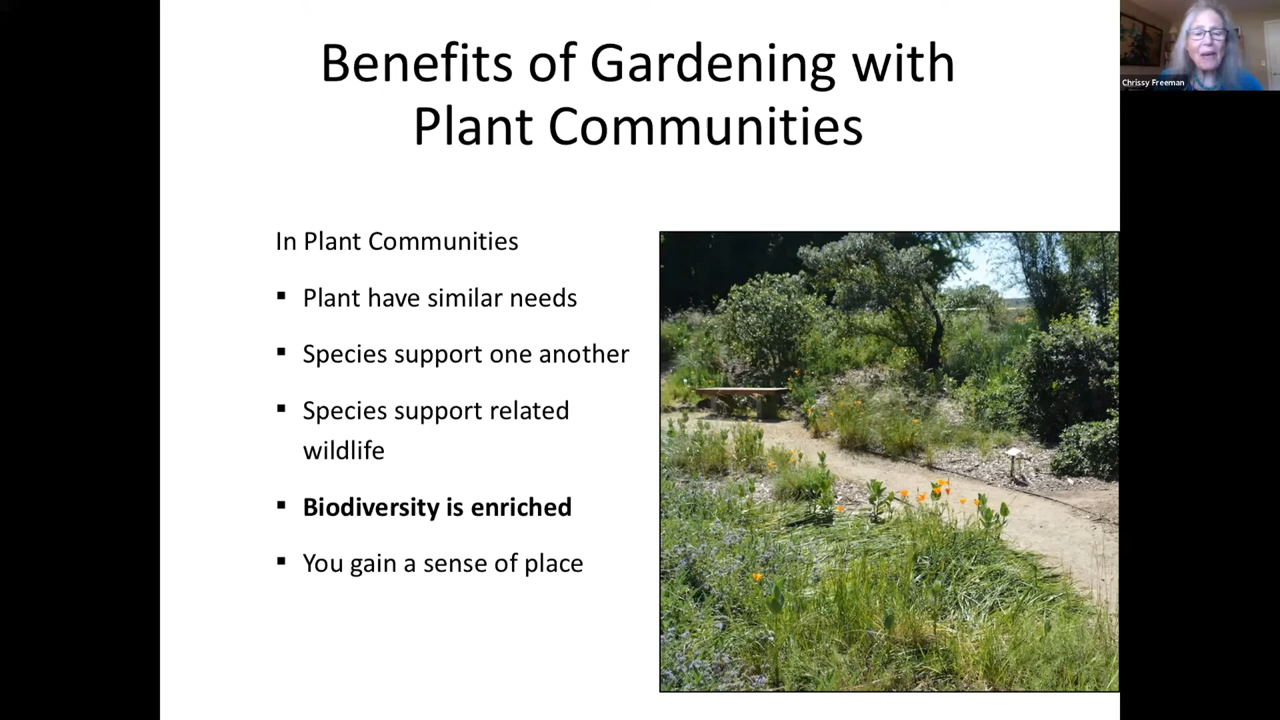 Benefits of Gardening with
Plant Communities
Chrissy Freeman
In Plant Communities
▪ Plant have similar needs
▪ Species support one another
▪ Species support related
wildlife
▪ Biodiversity is enriched
▪ You gain a sense of place